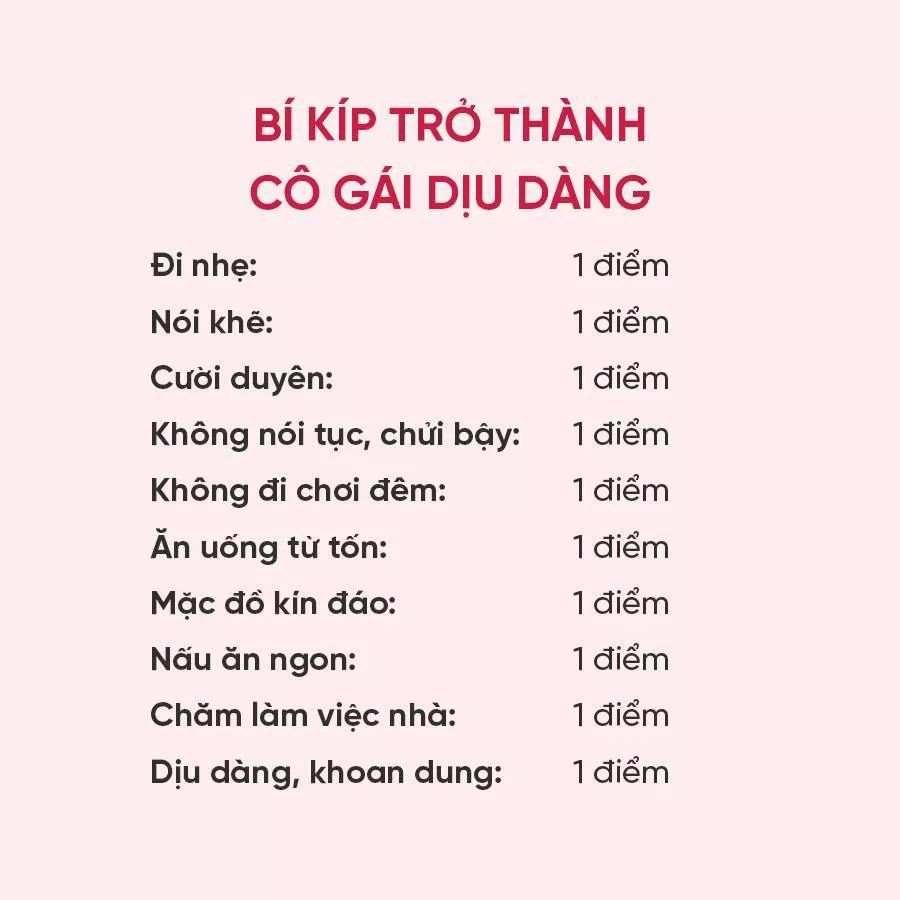 BÍ KÍP TRỞ THÀNH
CÔ GÁI DỊU DÀNG
Đi nhẹ: 1 điểm
Nói khẽ: 1 điểm
Cười duyên: 1 điểm
Không nói tục, chửi bậy: 1 điểm
Không đi chơi đêm: 1 điểm
Ăn uống từ tốn: 1 điểm
Mặc đồ kín đáo: 1 điểm
Nấu ăn ngon: 1 điểm
Chăm làm việc nhà: 1 điểm
Dịu dàng, khoan dung: 1 điểm